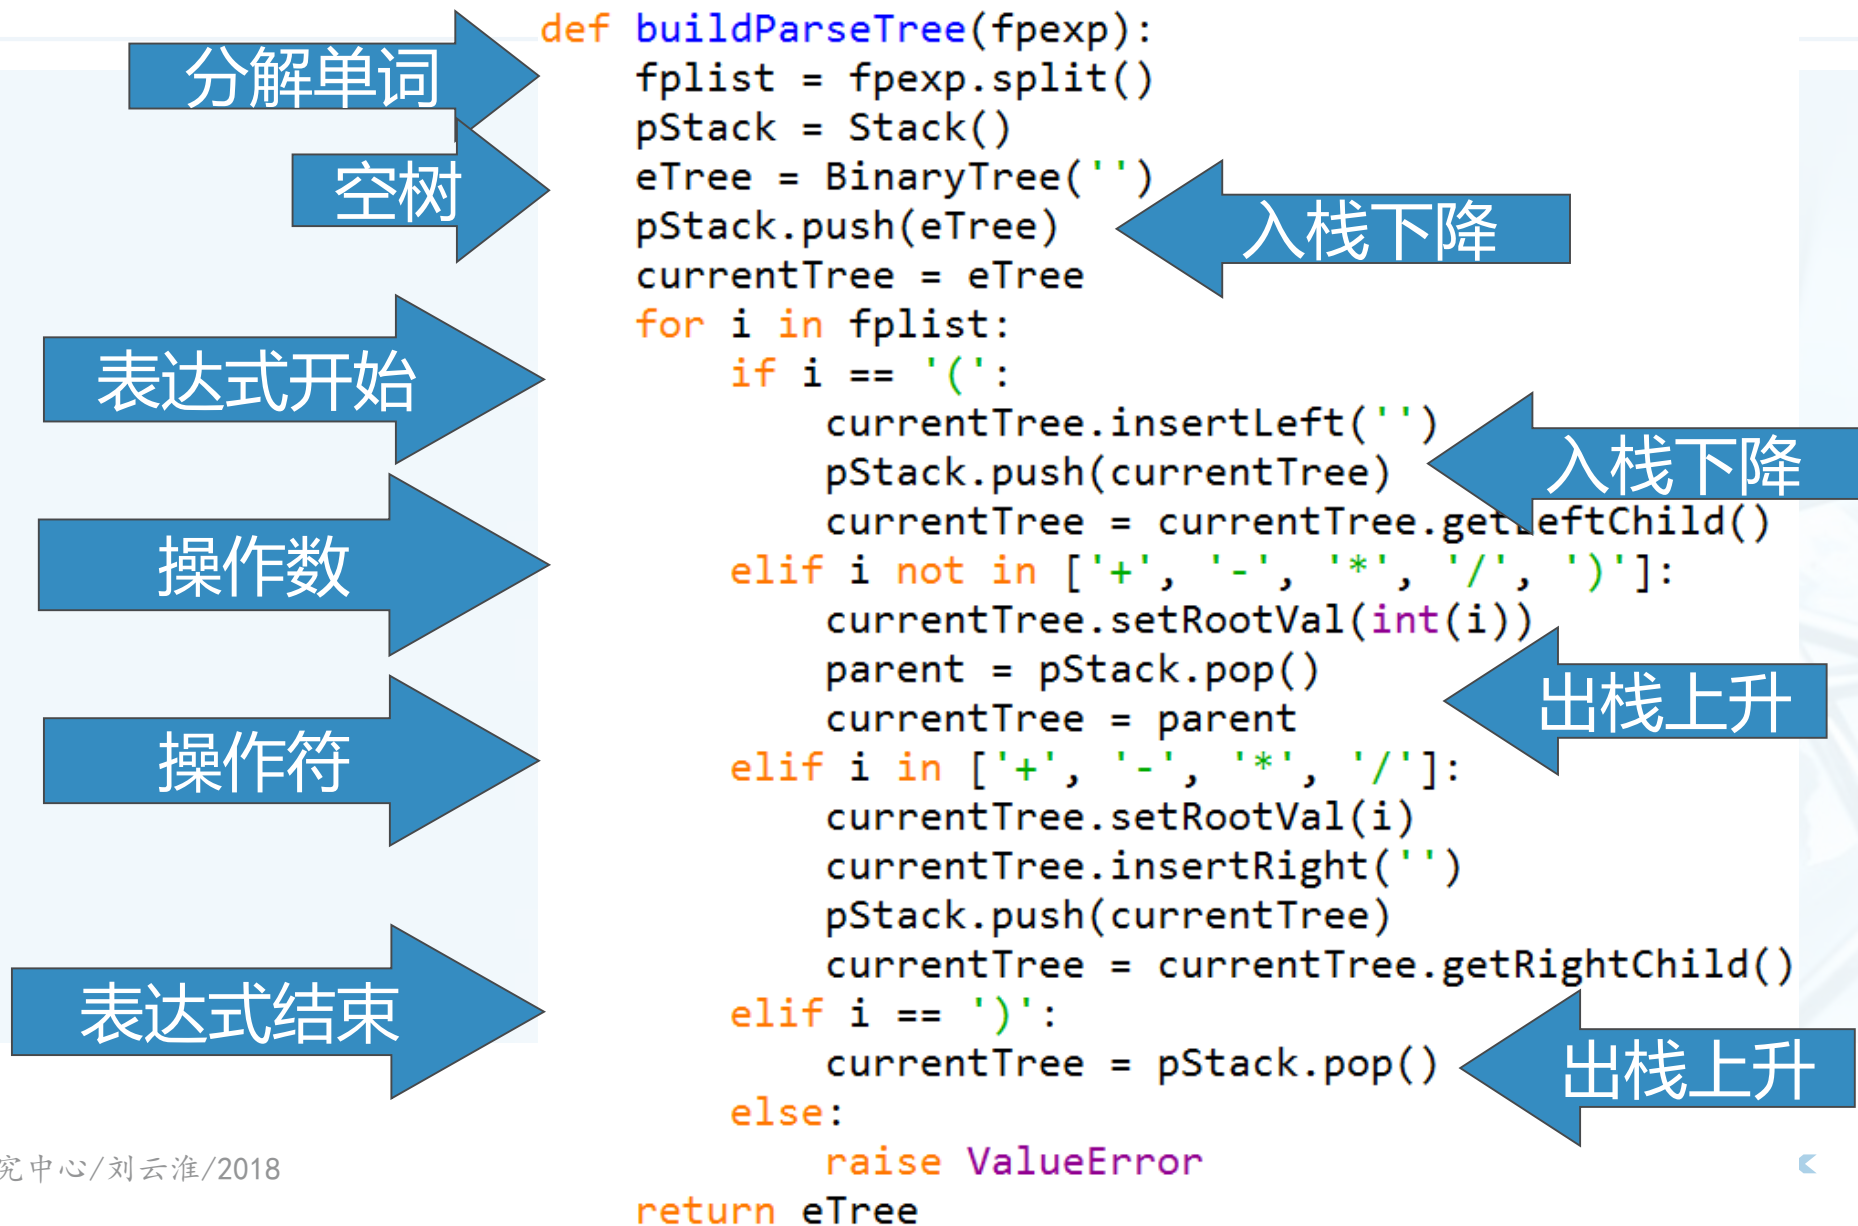 def buildParseTree(fpexp):
分解单词
fplist = fpexp.split()
pStack = Stack()
空树
eTree = BinaryTree('')
pStack.push(eTree)
入栈下降
currentTree = eTree
for i in fplist:
表达式开始
if i == '(':
currentTree.insertLeft('')
pStack.push(currentTree)
入栈下降
currentTree = currentTree.getLeftChild()
操作数
elif i not in ['+', '-', '*', '/', ')']:
currentTree.setRootVal(int(i))
parent = pStack.pop()
出栈上升
currentTree = parent
操作符
elif i in ['+', '-', '*', '/']:
currentTree.setRootVal(i)
currentTree.insertRight('')
pStack.push(currentTree)
currentTree = currentTree.getRightChild()
表达式结束
elif i == ')':
currentTree = pStack.pop()
出栈上升
else:
raise ValueError
究中心/刘云淮/2018
return eTree